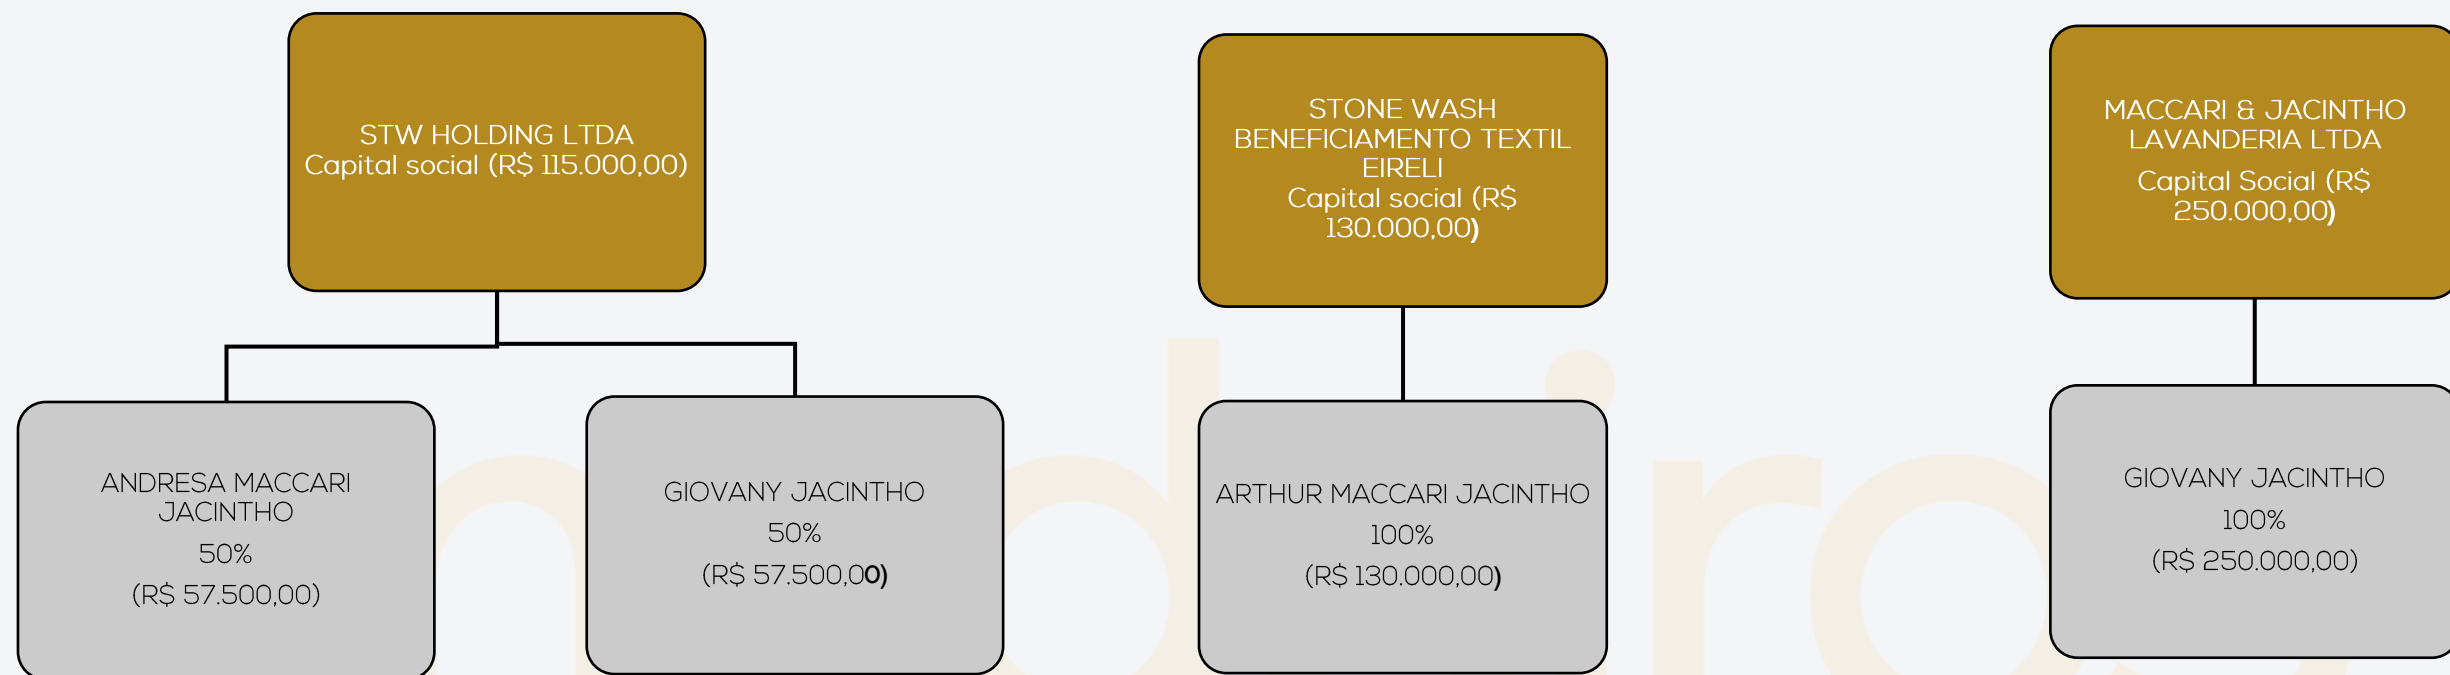 STW HOLDING LTDA
Capital social (R$ 115.000,00)
STONE WASH
BENEFICIAMENTO TEXTIL
EIRELI
Capital social (R$
130.000,00)
MACCARI & JACINTHO
LAVANDERIA LTDA
Capital Social (R$
250.000,00)
ANDRESA MACCARI
JACINTHO
50%
(R$ 57.500,00)
GIOVANY JACINTHO
50%
(R$ 57.500,00)
ARTHUR MACCARI JACINTHO
100%
(R$ 130.000,00)
GIOVANY JACINTHO
100%
(R$ 250.000,00)